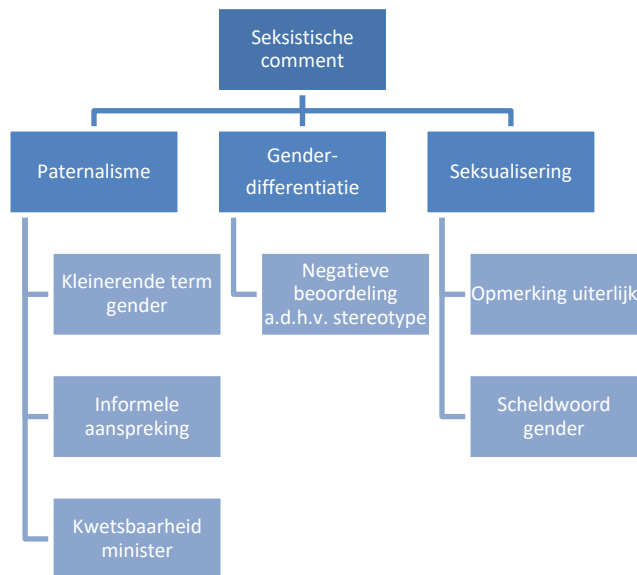 Seksistische
comment
Paternalisme
Gender-
differentiatie
Seksualisering
Kleinerende term
gender
Negatieve
beoordeling
a.d.h.v. stereotype
Opmerking uiterlijk
Informele
aanspreking
Scheldwoord
gender
Kwetsbaarheid
minister